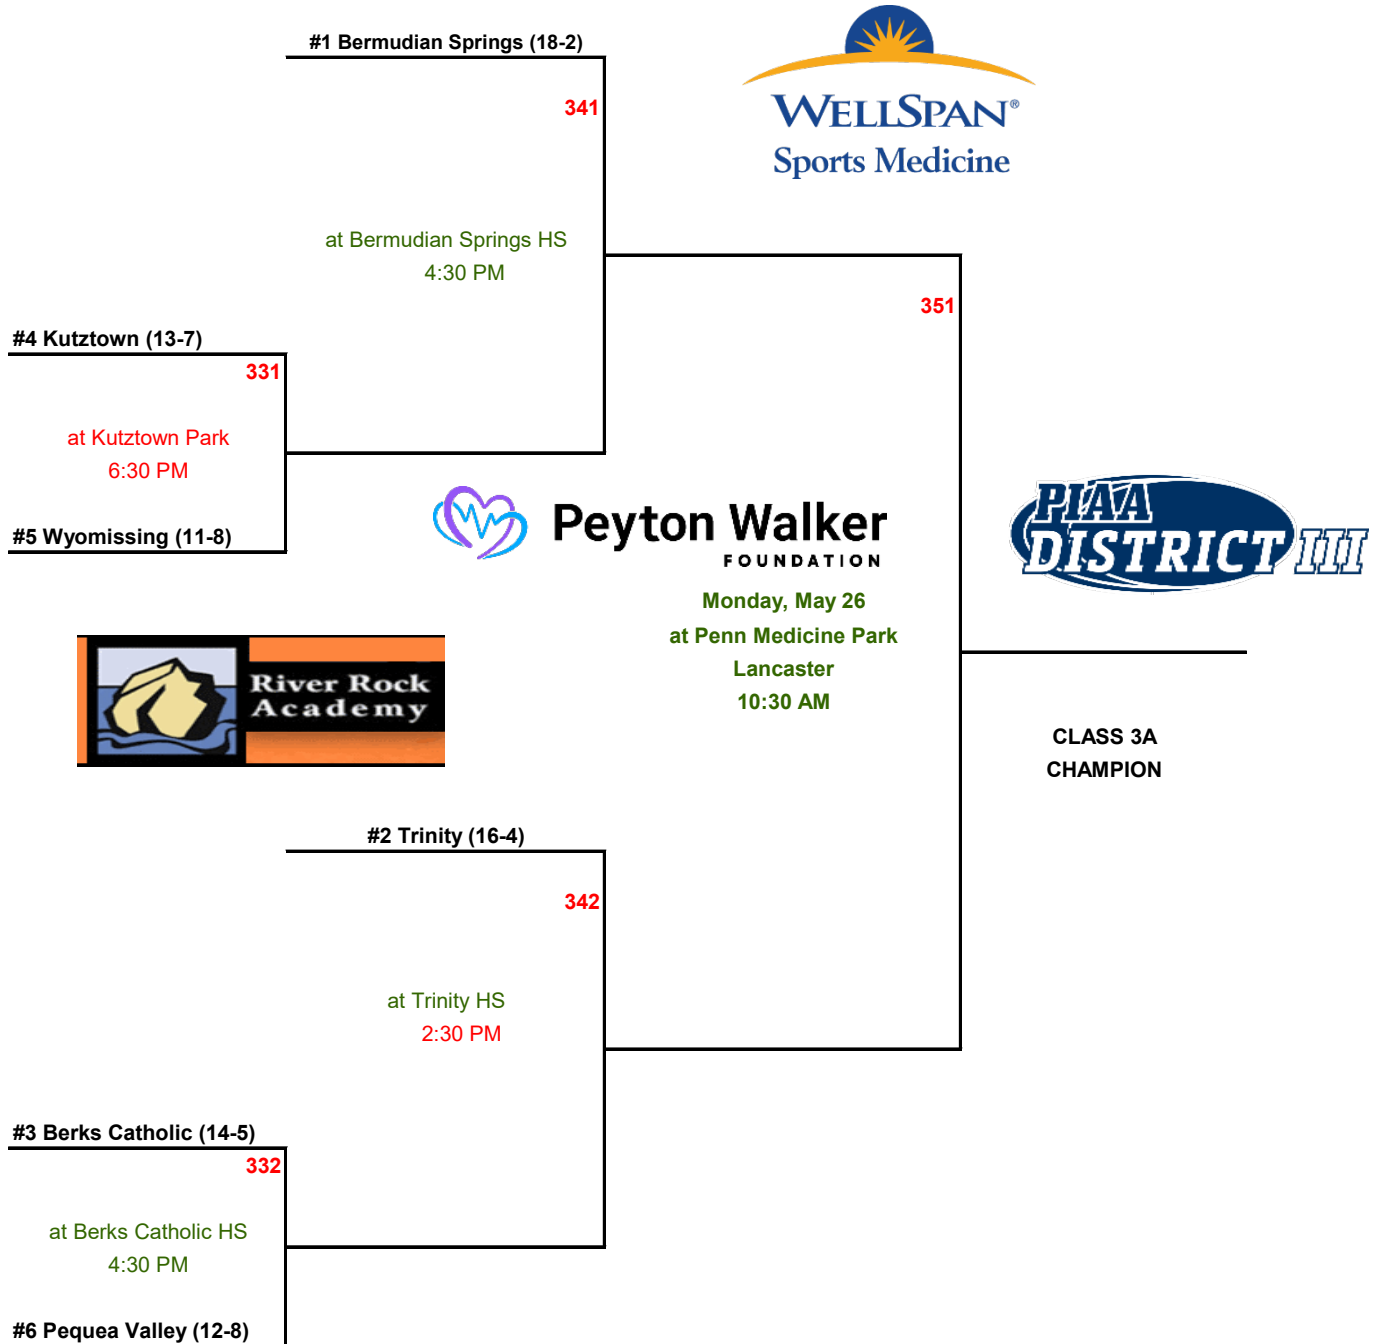 #1 Bermudian Springs (18-2)
341
WELLSPAN®
Sports Medicine
at Bermudian Springs HS
4:30 PM
351
#4 Kutztown (13-7)
331
at Kutztown Park
6:30 PM
#5 Wyomissing (11-8)
Peyton Walker
FOUNDATION
PIAA
DISTRICT III
Monday, May 26
at Penn Medicine Park
Lancaster
10:30 AM
River Rock
Academy
CLASS 3A
CHAMPION
#2 Trinity (16-4)
342
at Trinity HS
2:30 PM
#3 Berks Catholic (14-5)
332
at Berks Catholic HS
4:30 PM
#6 Pequea Valley (12-8)